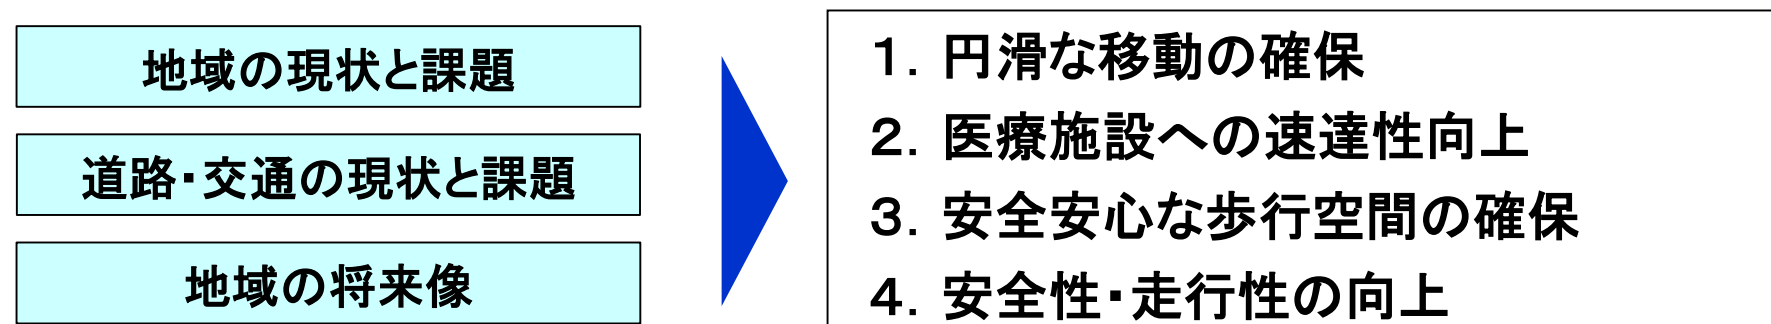 地域の現状と課題
道路・交通の現状と課題
地域の将来像
１．円滑な移動の確保
２．医療施設への速達性向上
３．安全安心な歩行空間の確保
４．安全性・走行性の向上